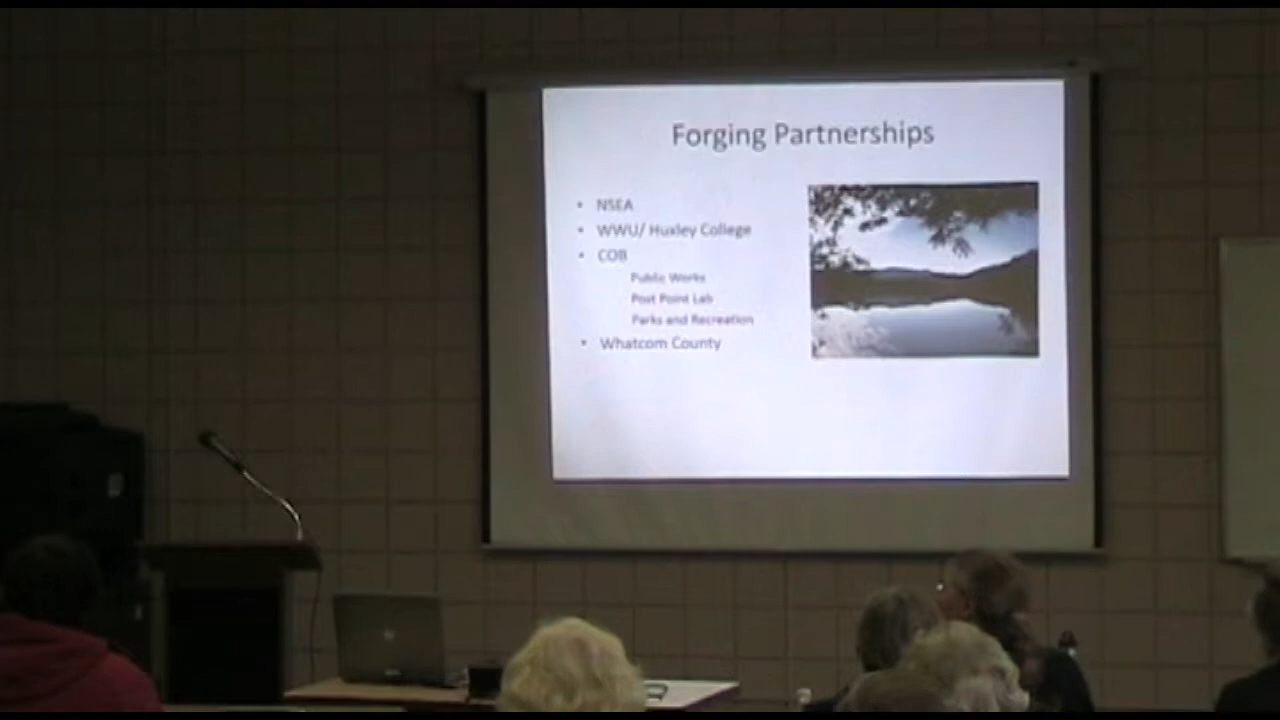 Forging Partnerships
• NSEA
• WWU/ Huxley College
• COB
Public Works
Post Point Lab
Parks and Recreation
• Whatcom County